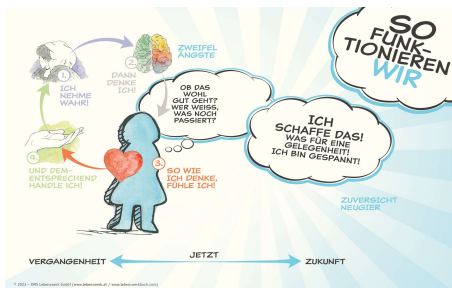 SO
FUNK-
TIONIEREN
WIR
ZWEIFEL
ÄNGSTE
1.
ICH
NEHME
WAHR!
2.
DANN
DENKE
ICH!
OB DAS
WOHL
GUT GEHT?
WER WEISS,
WAS NOCH
PASSIERT?
ICH
SCHAFFE DAS!
WAS FÜR EINE
GELEGENHEIT!
ICH BIN GESPANNT!
3.
SO WIE
ICH DENKE,
FÜHLE ICH!
4.
UND DEM-
ENTSPRECHEND
HANDLE ICH!
ZUVERSICHT
NEUGIER
VERGANGENHEIT
JETZT
ZUKUNFT